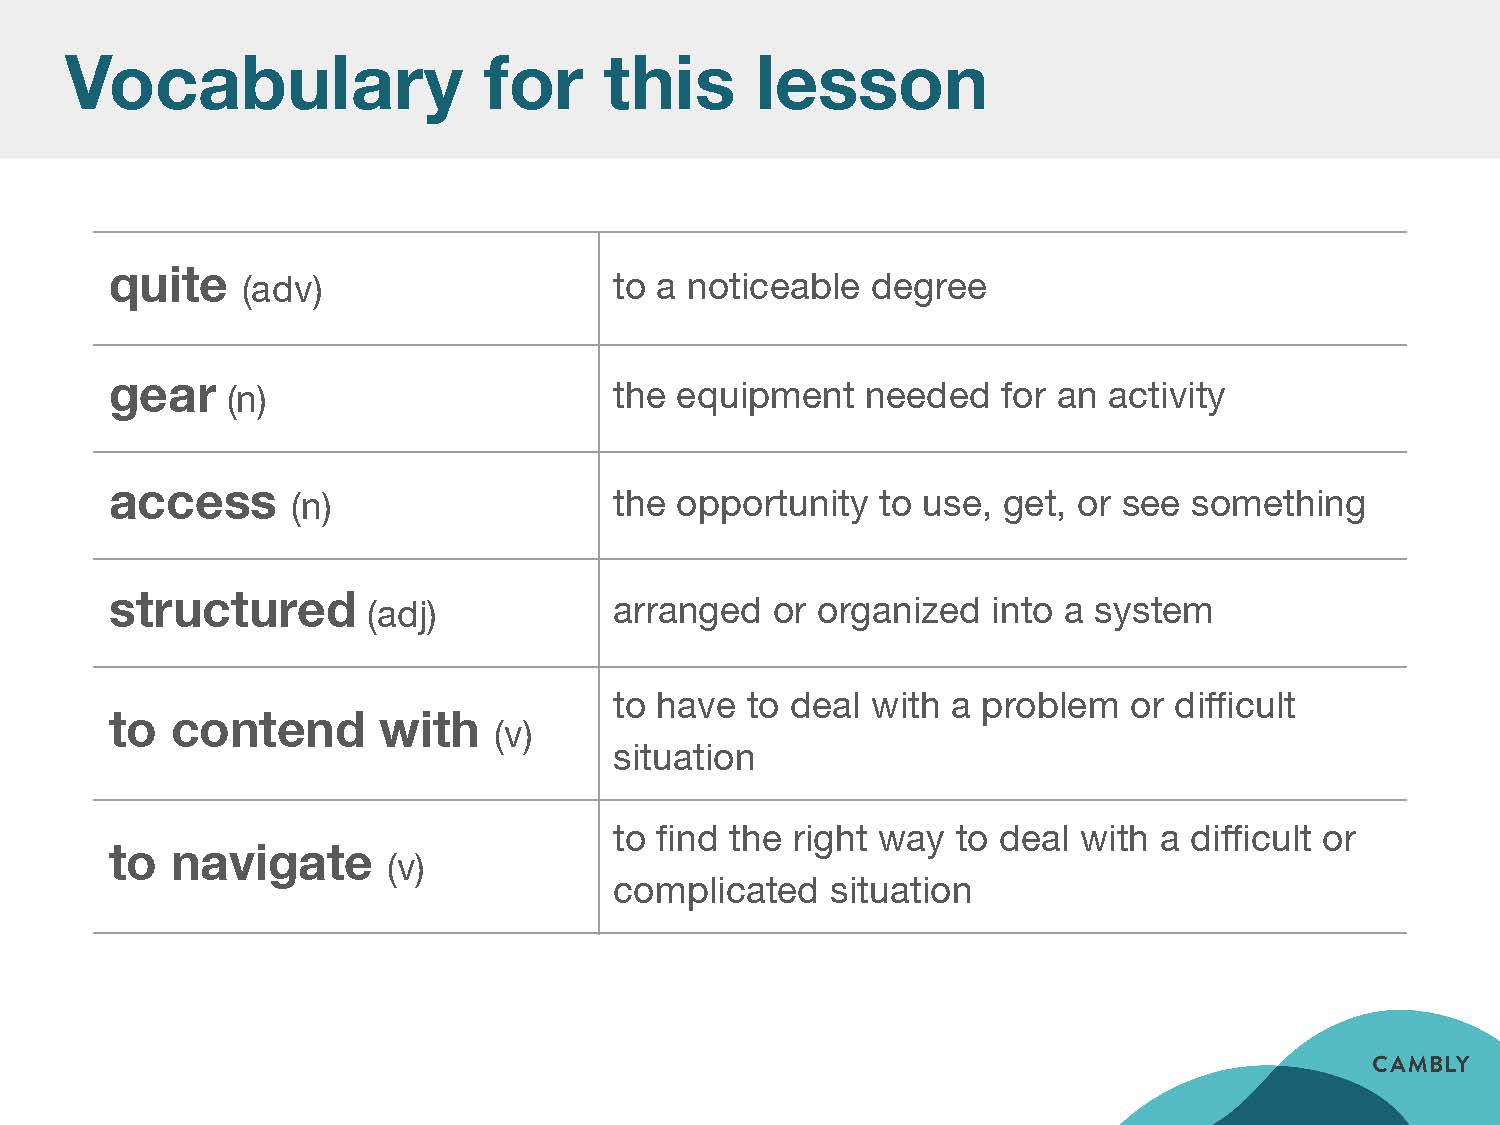 Vocabulary for this lesson
quite (adv)
to a noticeable degree
gear (n)
the equipment needed for an activity
access (n)
the opportunity to use, get, or see something
structured (adj)
arranged or organized into a system
to contend with (v)
to have to deal with a problem or difficult
situation
to navigate (v)
to find the right way to deal with a difficult or
complicated situation
CAMBLY